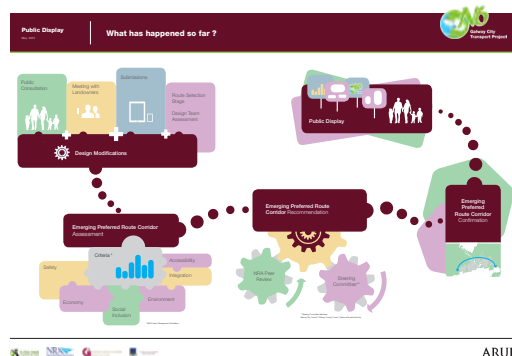 Public Display
What has happened so far ?
N6
Galway City
Transport Project
Public
Consultation
Meeting with
Landowners
Submissions
Route Selection
Stage
Design Team
Assessment
Design Modifications
Public Display
Emerging Preferred Route Corridor
Assessment
Criteria *
Safety
Accessibility
Integration
Economy
Environment
Social
Inclusion
Emerging Preferred Route
Corridor Recommendation
NRA Peer
Review
Steering
Committee**
Emerging
Preferred
Route Corridor
Confirmation
NRA
ARUP